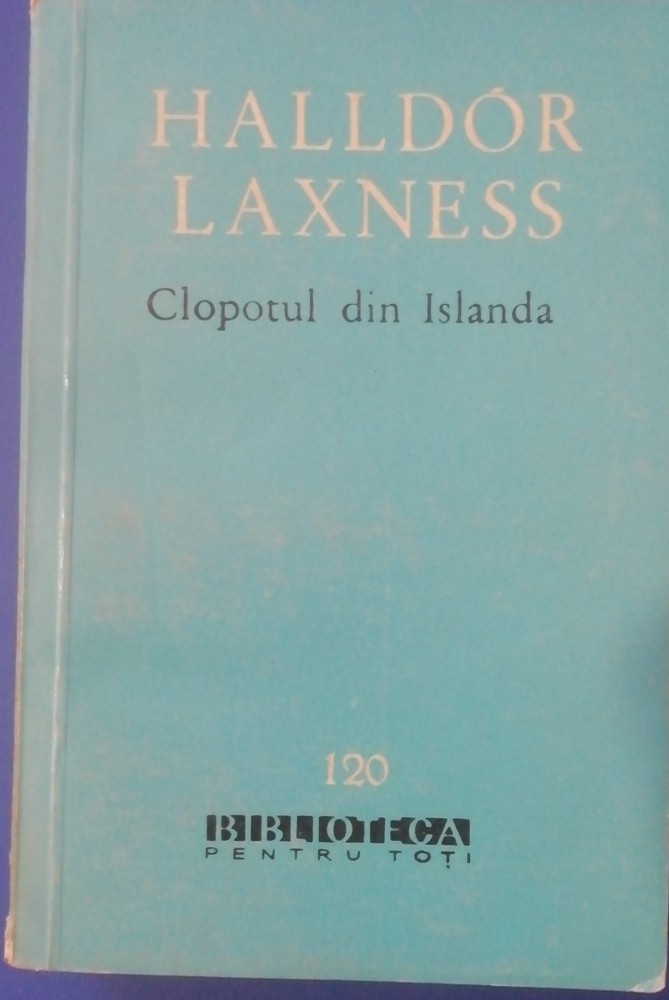 HALLDÓR
LAXNESS
Clopotul din Islanda
120
BIBLIOTECA
PENTRU TOȚI